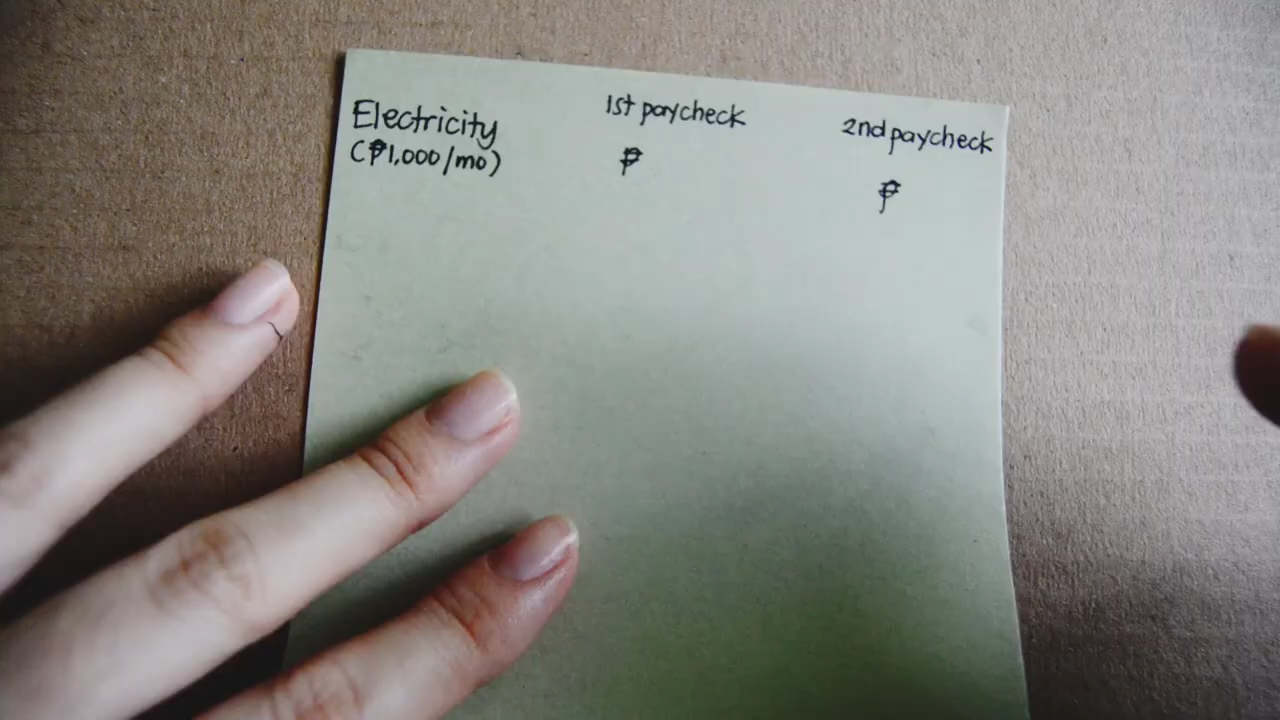 Electricity
(₱1,000/mo)
1st paycheck
₱
2nd paycheck
₱